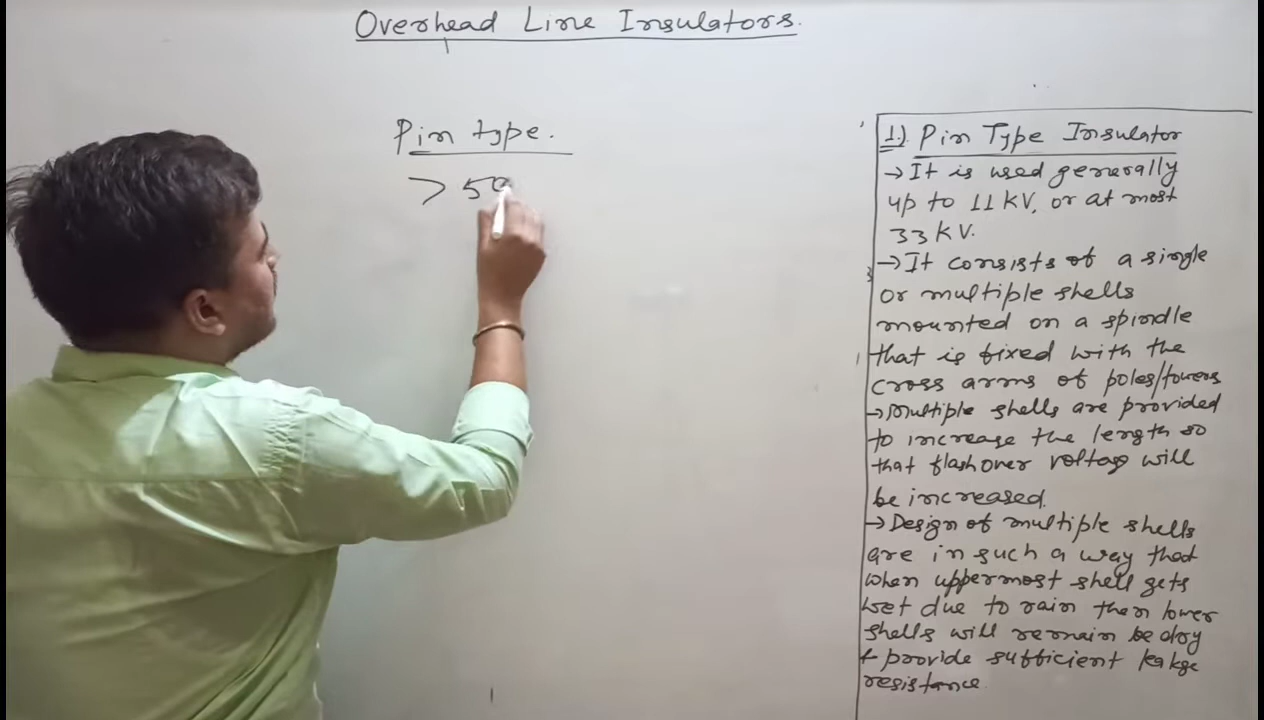 Overhead Line Insulators.
Pin type.
> 50
1.) Pin Type Insulator
→ It is used generally
up to 11 KV, or at most
33 KV.
→ It consists of a single
or multiple shells
mounted on a spindle
that is fixed with the
cross arms of poles/towers
→ Multiple shells are provided
to increase the length so
that flashover voltage will
be increased.
→ Design of multiple shells
are in such a way that
when uppermost shell gets
wet due to rain then lower
shells will remain be dry
& provide sufficient leakge
resistance.